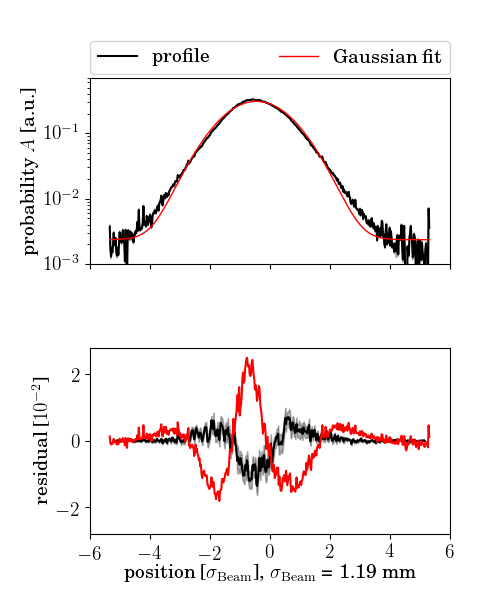 profile Gaussian fit
probability A [a.u.]
10⁻¹
10⁻²
10⁻³
residual [10⁻²]
2
0
−2
−6 −4 −2 0 2 4 6
position [σ_Beam], σ_Beam = 1.19 mm